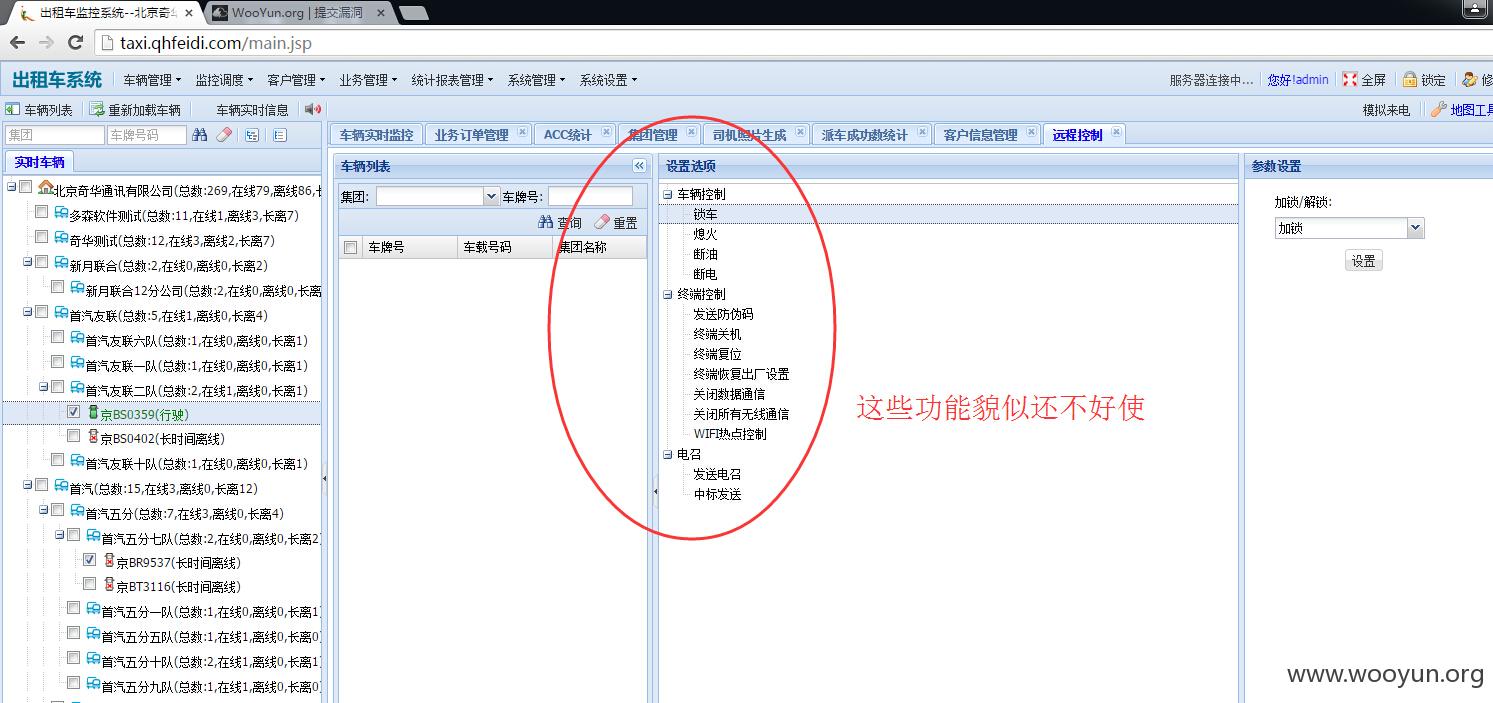 出租车监控系统--北京奇华
WooYun.org | 提交漏洞
taxi.qhfeidi.com/main.jsp
出租车系统 车辆管理 监控调度 客户管理 业务管理 统计报表管理 系统管理 系统设置 服务器连接中... 您好!admin 全屏 锁定 修
车辆列表 重新加载车辆 车辆实时信息 模拟来电 地图工具
集团 车牌号码
车辆实时监控 业务订单管理 ACC统计 集团管理 司机照片生成 派车成功数统计 客户信息管理 远程控制
实时车辆
北京奇华通讯有限公司(总数:269,在线79,离线86,长
多森软件测试(总数:11,在线1,离线3,长离7)
奇华测试(总数:12,在线3,离线2,长离7)
新月联合(总数:2,在线0,离线0,长离2)
新月联合12分公司(总数:2,在线0,离线0,长离
首汽友联(总数:5,在线1,离线0,长离4)
首汽友联六队(总数:1,在线0,离线0,长离1)
首汽友联一队(总数:1,在线0,离线0,长离1)
首汽友联二队(总数:2,在线1,离线0,长离1)
京BS0359(行驶)
京BS0402(长时间离线)
首汽友联十队(总数:1,在线0,离线0,长离1)
首汽(总数:15,在线3,离线0,长离12)
首汽五分(总数:7,在线3,离线0,长离4)
首汽五分七队(总数:2,在线0,离线0,长离2)
京BR9537(长时间离线)
京BT3116(长时间离线)
首汽五分一队(总数:1,在线0,离线0,长离1)
首汽五分五队(总数:1,在线1,离线0,长离0)
首汽五分十队(总数:2,在线1,离线0,长离1)
首汽五分九队(总数:1,在线1,离线0,长离0)
车辆列表
集团: 车牌号:
查询 重置
车牌号 车载号码 集团名称
设置选项
车辆控制
锁车
熄火
断油
断电
终端控制
发送防伪码
终端关机
终端复位
终端恢复出厂设置
关闭数据通信
关闭所有无线通信
WIFI热点控制
电召
发送电召
中标发送
这些功能貌似还不好使
参数设置
加锁/解锁:
加锁
设置
www.wooyun.org